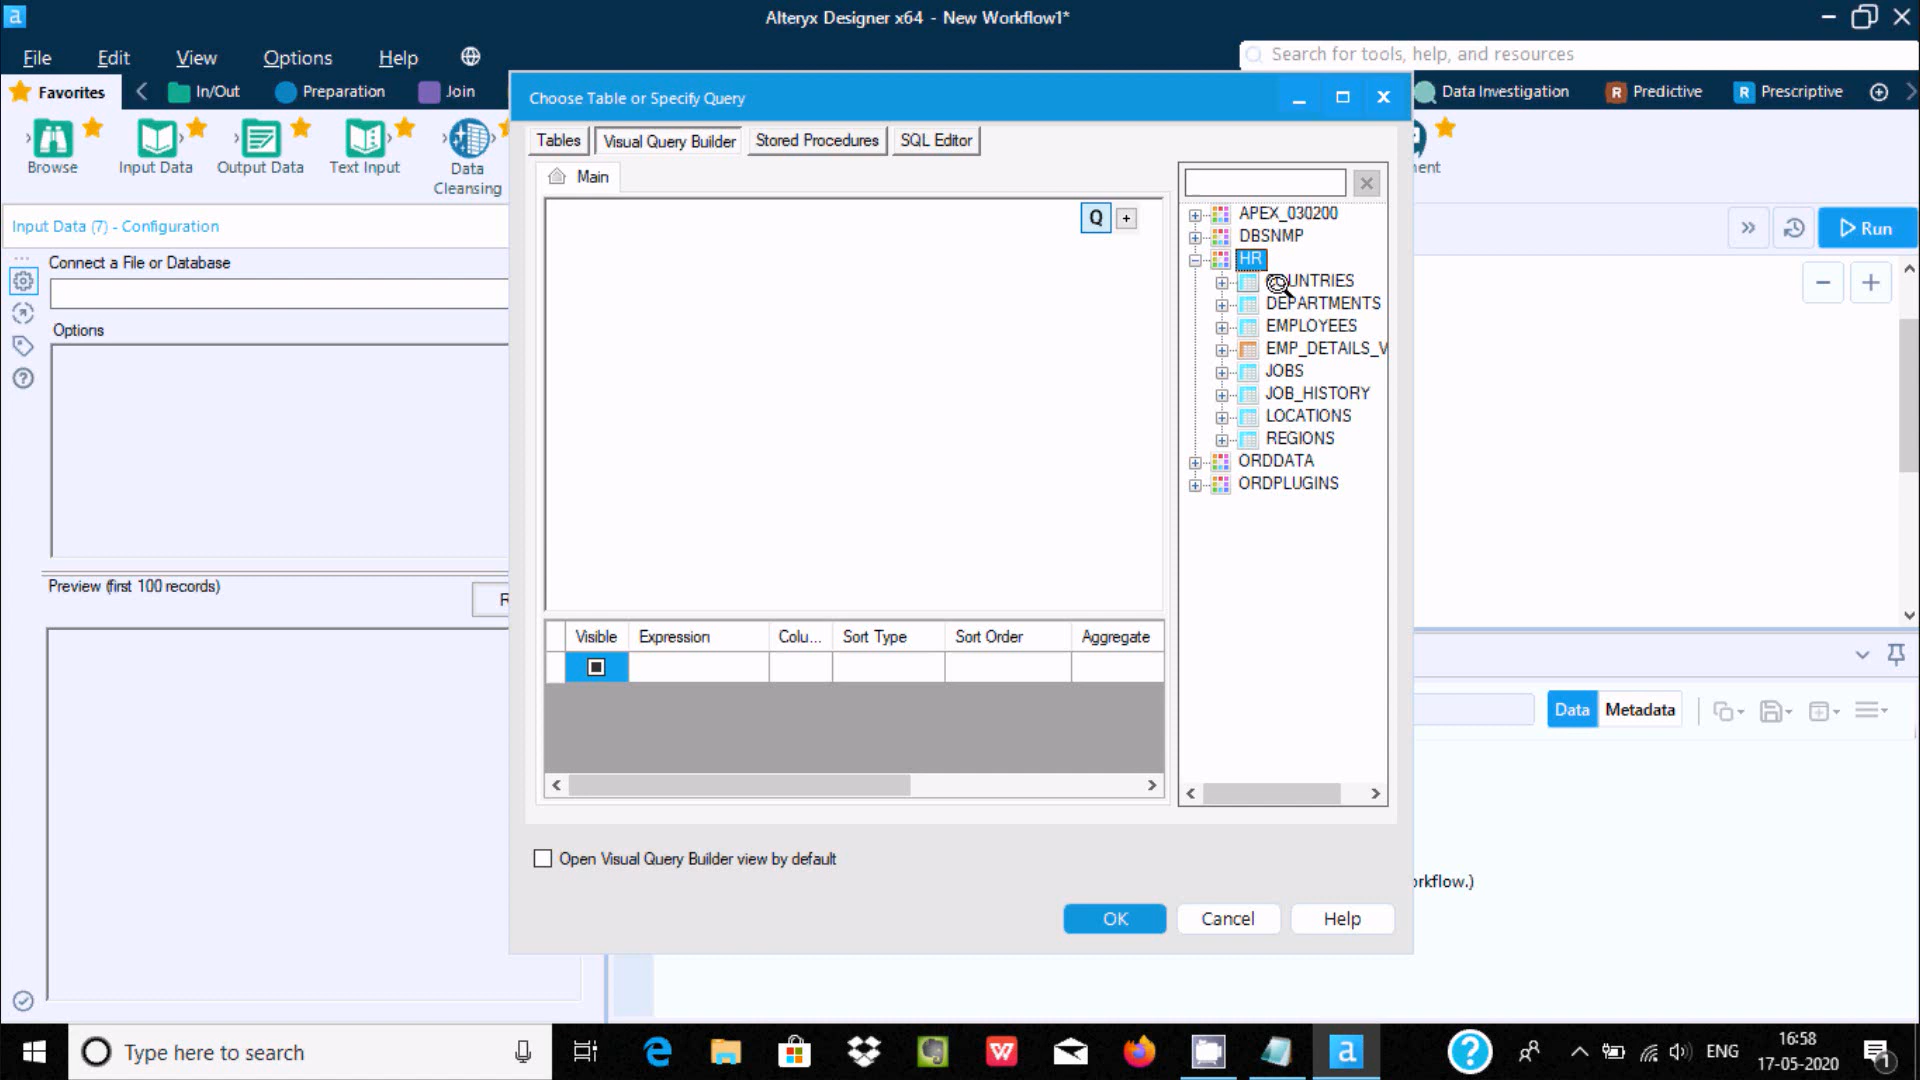 a
Alteryx Designer x64 - New Workflow1*
File Edit View Options Help
Search for tools, help, and resources
Favorites In/Out Preparation Join
Data Investigation Predictive Prescriptive
R R
Browse Input Data Output Data Text Input Data Cleansing
Choose Table or Specify Query
Tables Visual Query Builder Stored Procedures SQL Editor
Main
Q +
Input Data (7) - Configuration
Connect a File or Database
Options
Preview (first 100 records)
Run
APEX_030200
DBSNMP
HR
DEPARTMENTS
EMPLOYEES
EMP_DETAILS_V
JOBS
JOB_HISTORY
LOCATIONS
REGIONS
ORDDATA
ORDPLUGINS
Visible Expression Colu... Sort Type Sort Order Aggregate
Open Visual Query Builder view by default
OK Cancel Help
Data Metadata
orkflow.)
Type here to search
e W a ?
ENG
16:58
17-05-2020
1